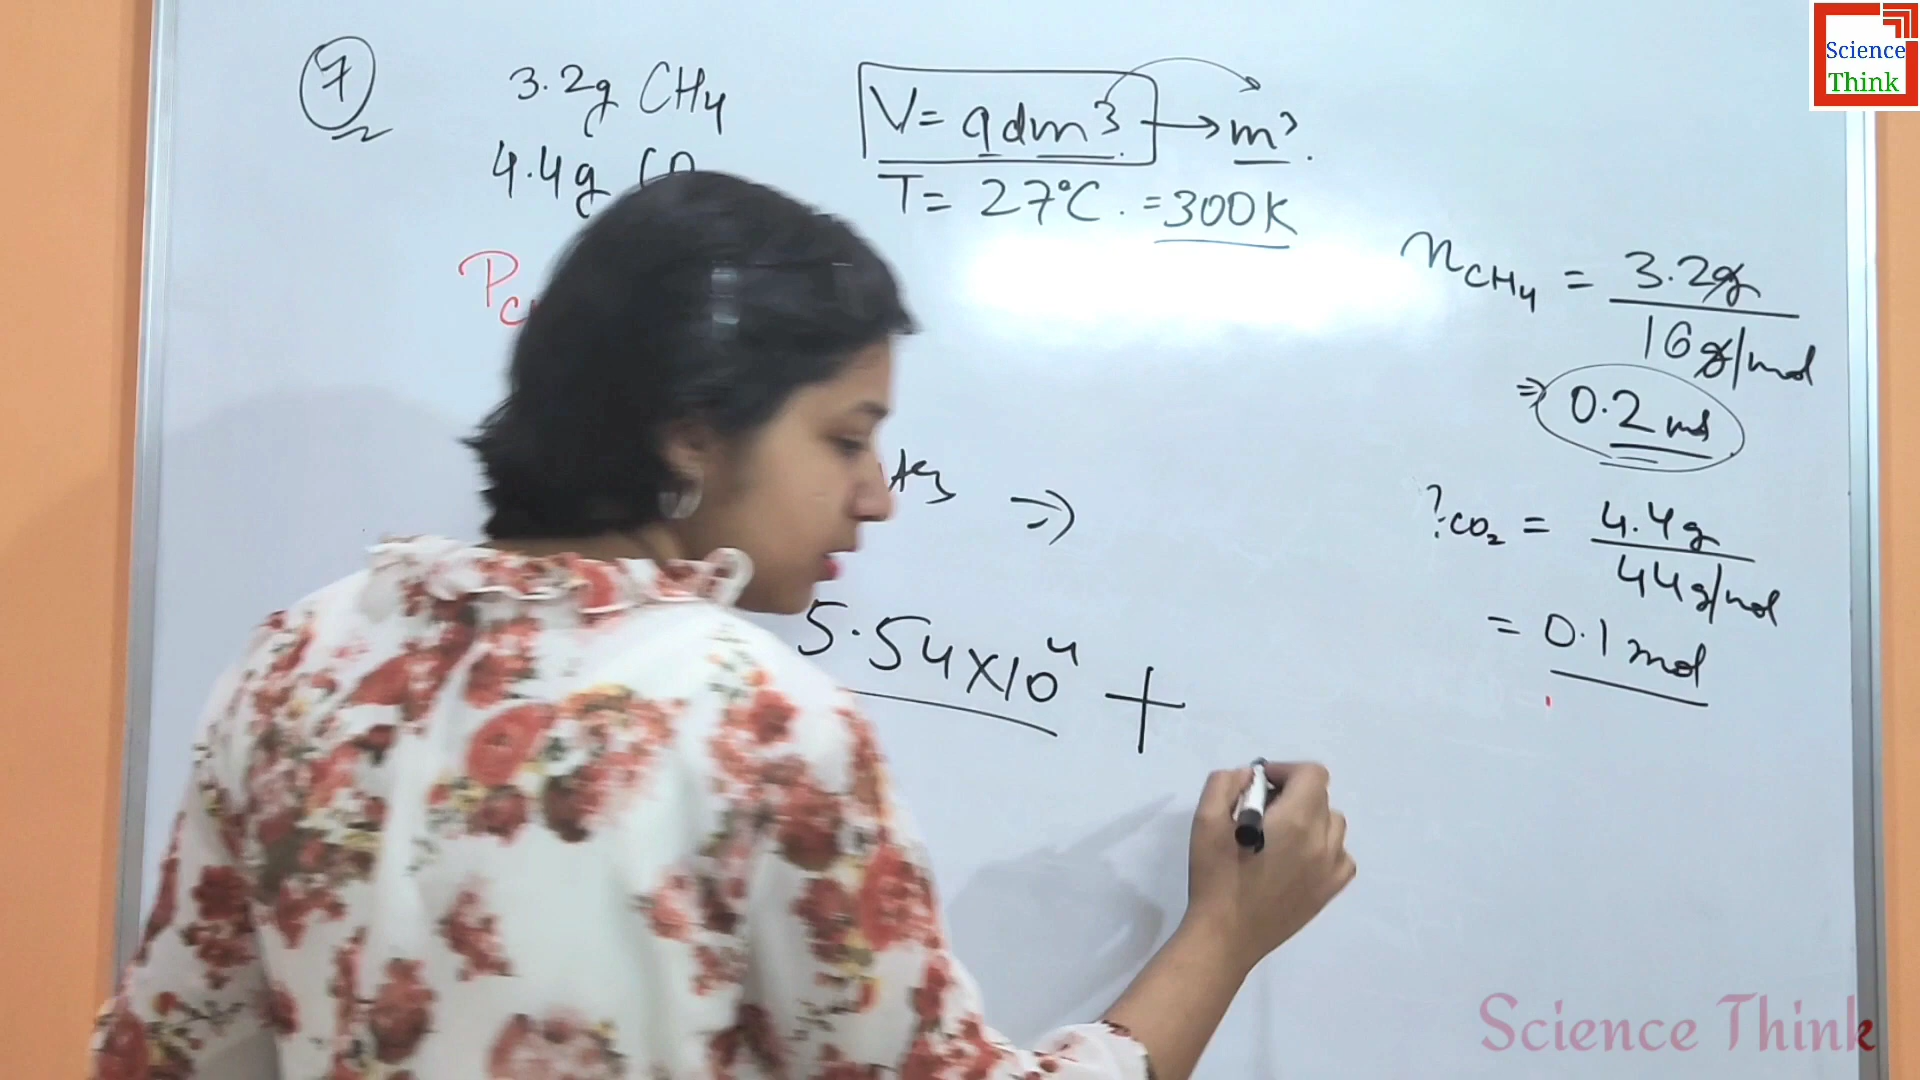 7
3.2g CH4
4.4g
V= 9dm3 → m3.
T= 27°C. =300K
P
nCH4 = 3.2g
16g/mol
⇒ 0.2 mol
?CO2 = 4.4g
44g/mol
= 0.1 mol
⇒
5.54×10⁴ +
Science
Think
Science Think